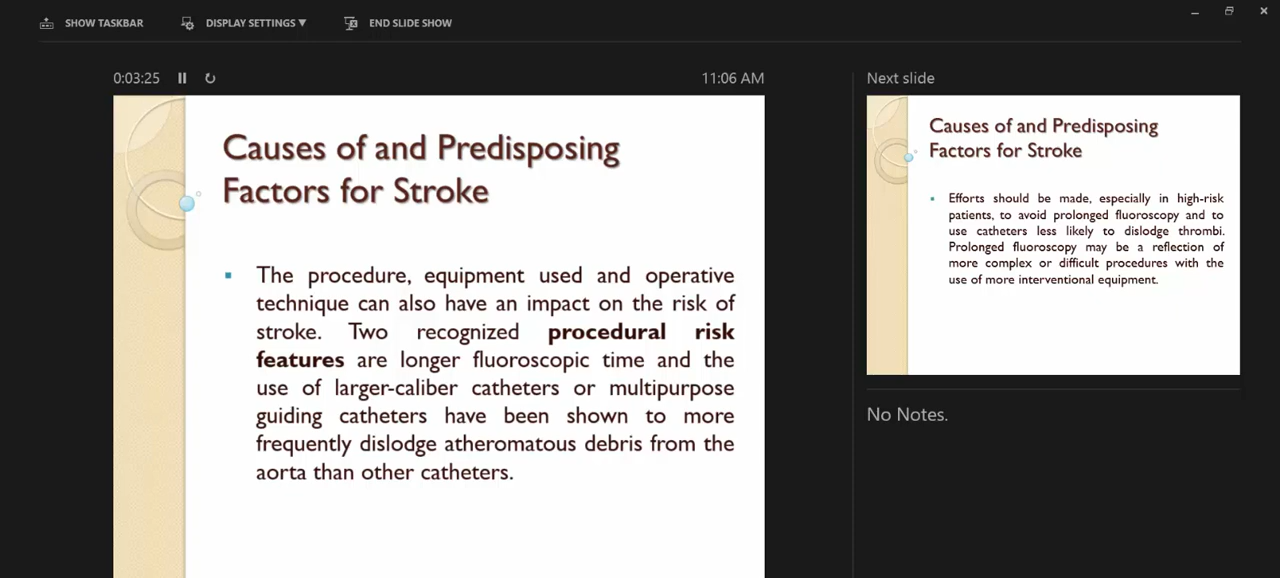 SHOW TASKBAR
DISPLAY SETTINGS ▼
END SLIDE SHOW
0:03:25
11:06 AM
Causes of and Predisposing
Factors for Stroke
The procedure, equipment used and operative
technique can also have an impact on the risk of
stroke. Two recognized procedural risk
features are longer fluoroscopic time and the
use of larger-caliber catheters or multipurpose
guiding catheters have been shown to more
frequently dislodge atheromatous debris from the
aorta than other catheters.
Next slide
Causes of and Predisposing
Factors for Stroke
Efforts should be made, especially in high-risk
patients, to avoid prolonged fluoroscopy and to
use catheters less likely to dislodge thrombi.
Prolonged fluoroscopy may be a reflection of
more complex or difficult procedures with the
use of more interventional equipment.
No Notes.